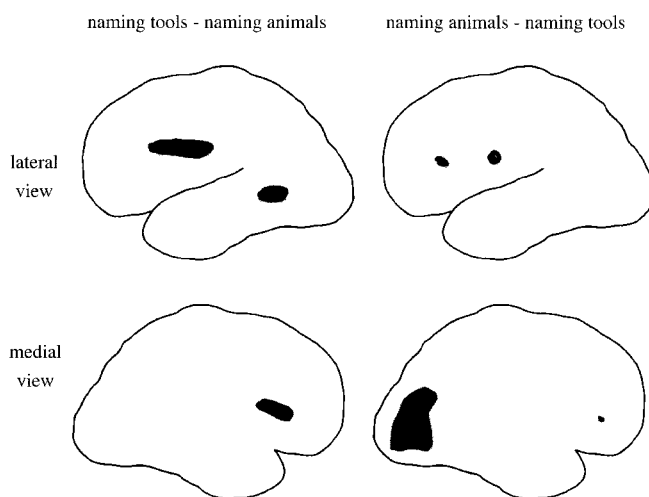 naming tools - naming animals
naming animals - naming tools
lateral
view
medial
view